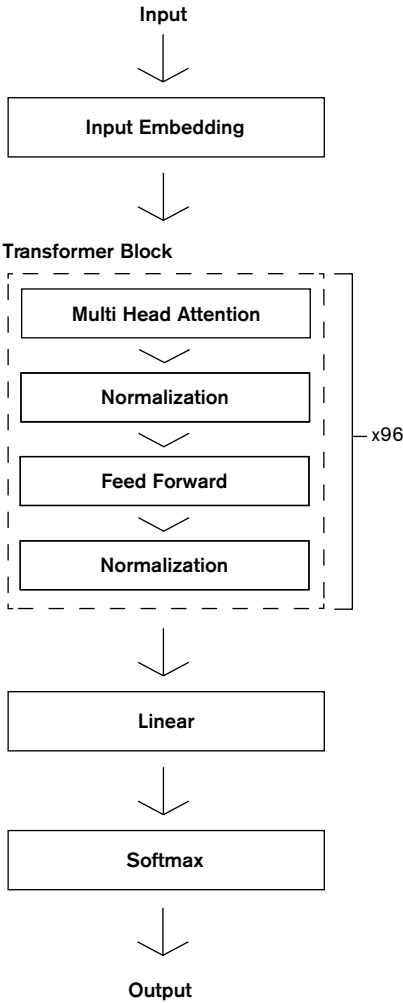 Input
Input Embedding
Transformer Block
Multi Head Attention
Normalization
x96
Feed Forward
Normalization
Linear
Softmax
Output